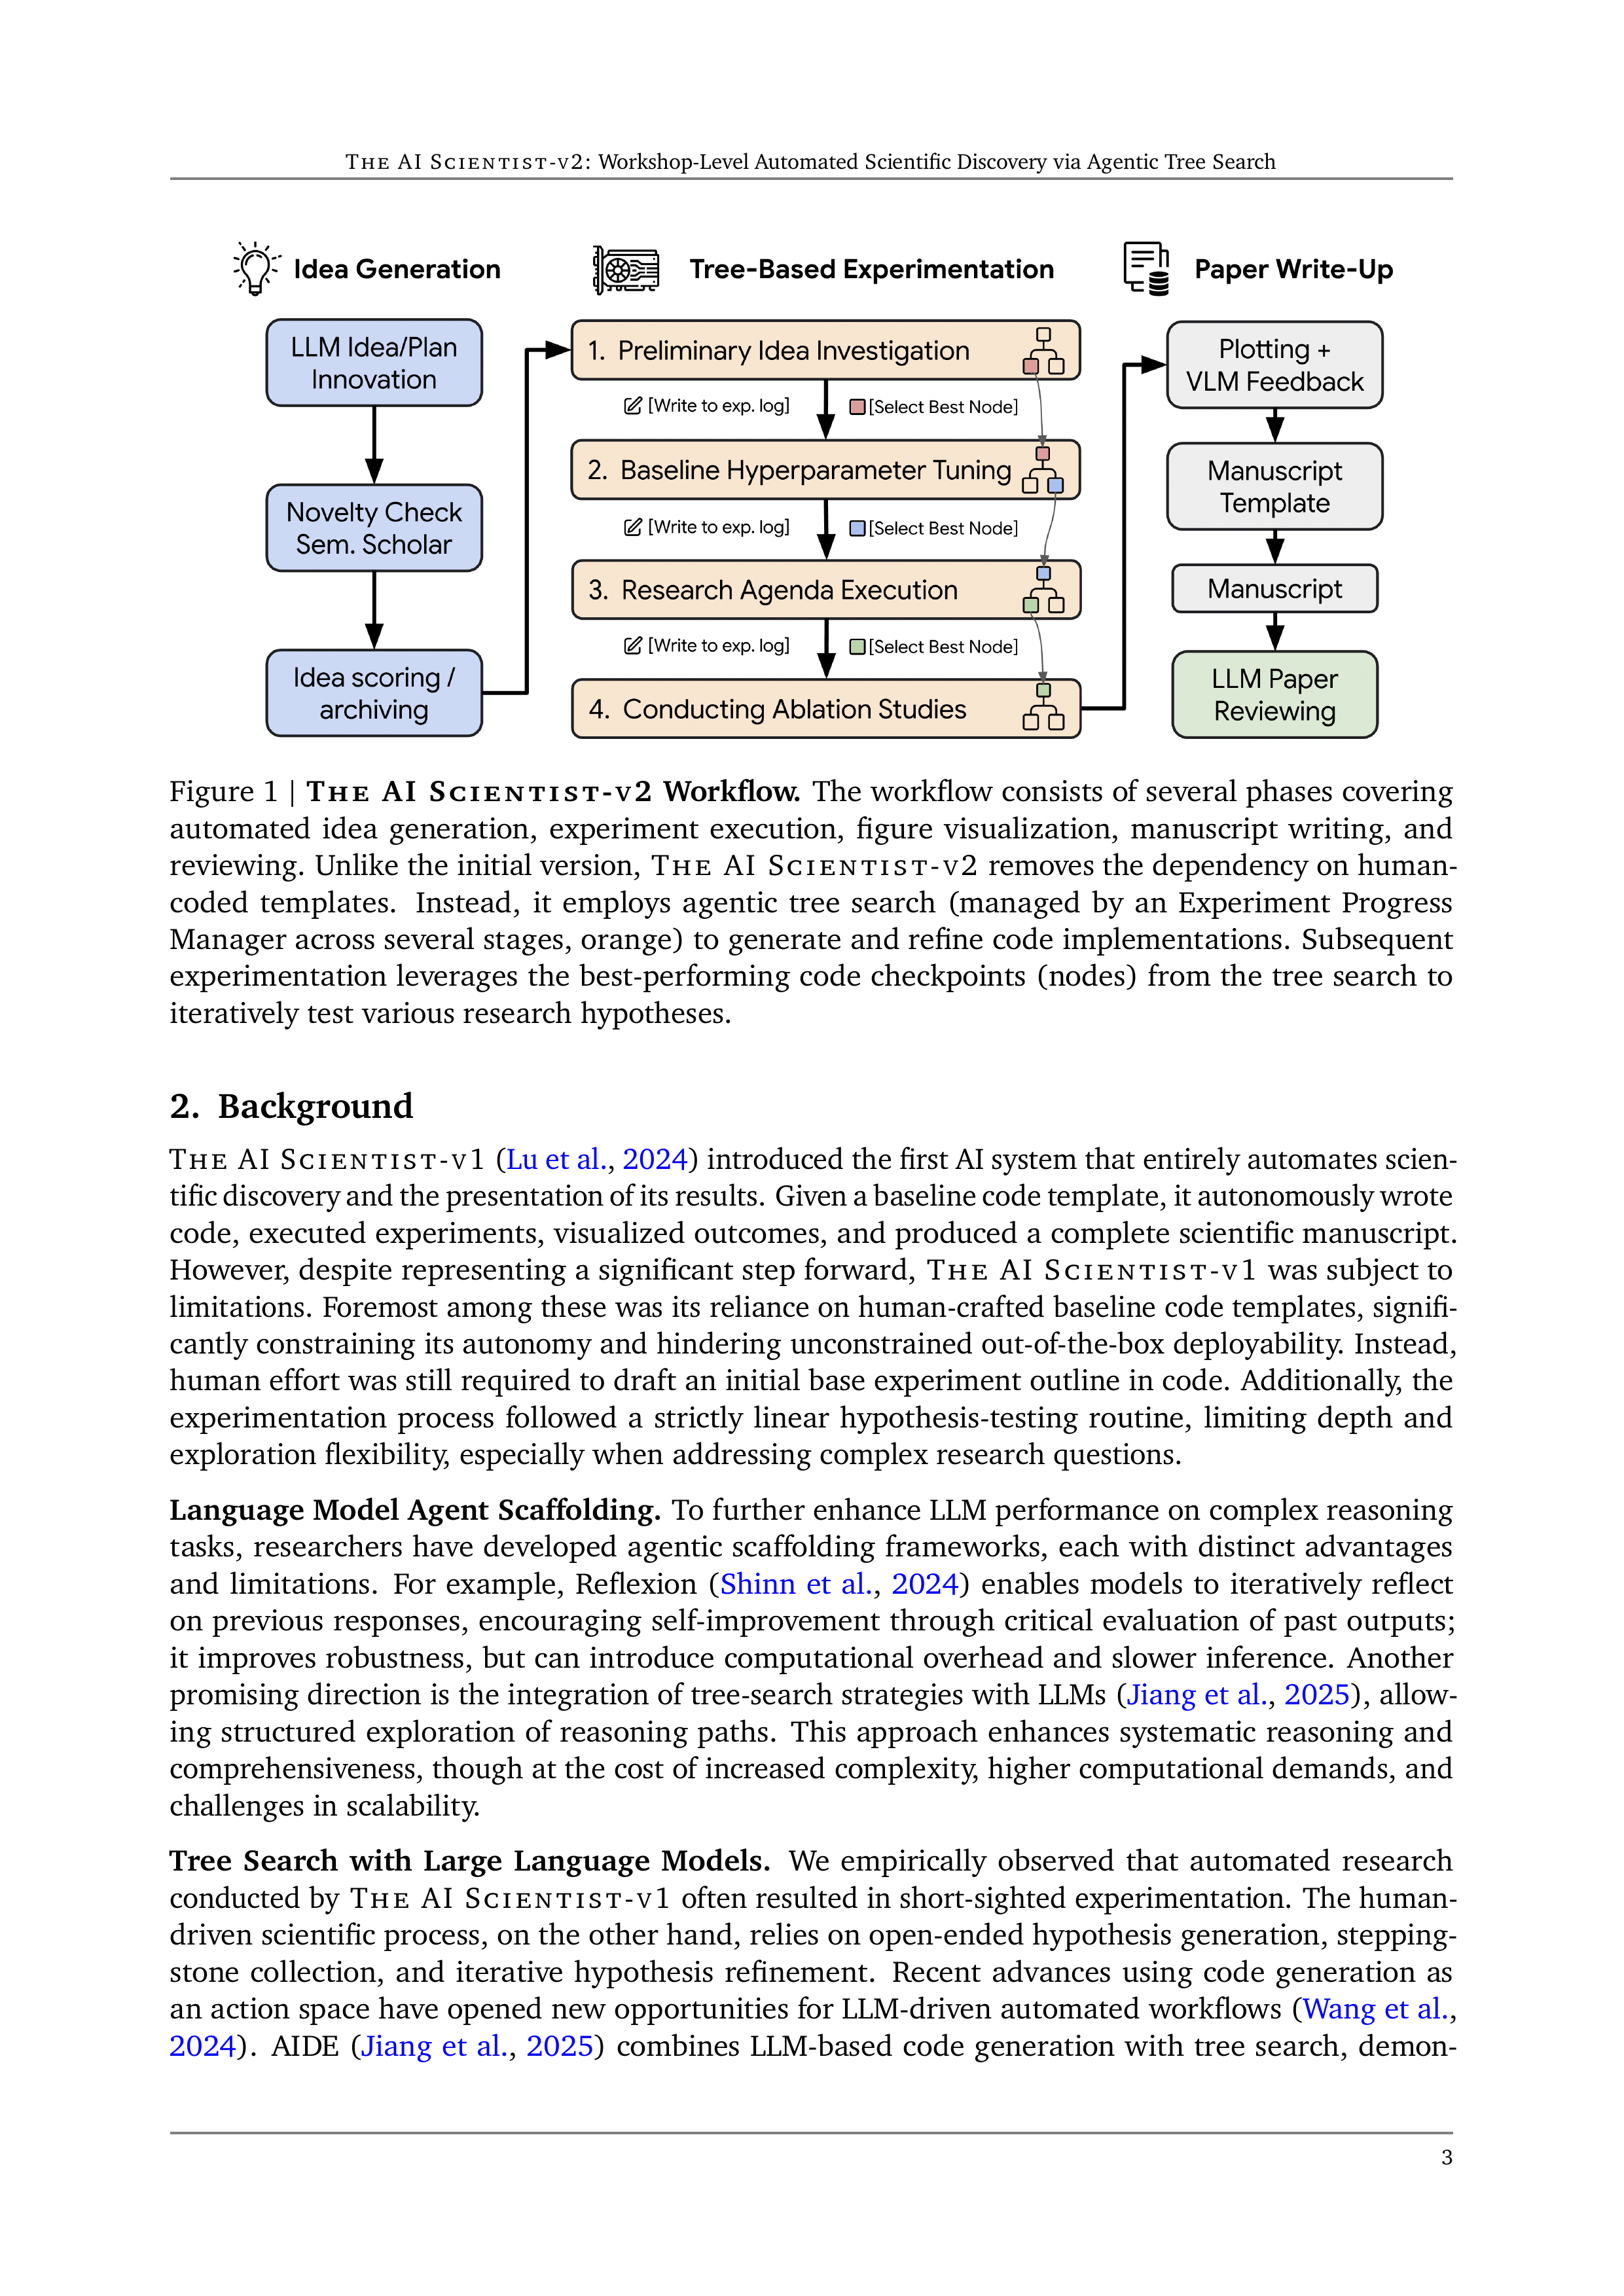 THE AI SCIENTIST-V2: Workshop-Level Automated Scientific Discovery via Agentic Tree Search
Idea Generation
LLM Idea/Plan
Innovation
Novelty Check
Sem. Scholar
Idea scoring /
archiving
Tree-Based Experimentation
1. Preliminary Idea Investigation
[Write to exp. log] [Select Best Node]
2. Baseline Hyperparameter Tuning
[Write to exp. log] [Select Best Node]
3. Research Agenda Execution
[Write to exp. log] [Select Best Node]
4. Conducting Ablation Studies
Paper Write-Up
Plotting +
VLM Feedback
Manuscript
Template
Manuscript
LLM Paper
Reviewing
Figure 1 | THE AI SCIENTIST-V2 Workflow. The workflow consists of several phases covering
automated idea generation, experiment execution, figure visualization, manuscript writing, and
reviewing. Unlike the initial version, THE AI SCIENTIST-V2 removes the dependency on human-
coded templates. Instead, it employs agentic tree search (managed by an Experiment Progress
Manager across several stages, orange) to generate and refine code implementations. Subsequent
experimentation leverages the best-performing code checkpoints (nodes) from the tree search to
iteratively test various research hypotheses.
2. Background
THE AI SCIENTIST-V1 (Lu et al., 2024) introduced the first AI system that entirely automates scien-
tific discovery and the presentation of its results. Given a baseline code template, it autonomously wrote
code, executed experiments, visualized outcomes, and produced a complete scientific manuscript.
However, despite representing a significant step forward, THE AI SCIENTIST-V1 was subject to
limitations. Foremost among these was its reliance on human-crafted baseline code templates, signifi-
cantly constraining its autonomy and hindering unconstrained out-of-the-box deployability. Instead,
human effort was still required to draft an initial base experiment outline in code. Additionally, the
experimentation process followed a strictly linear hypothesis-testing routine, limiting depth and
exploration flexibility, especially when addressing complex research questions.
Language Model Agent Scaffolding. To further enhance LLM performance on complex reasoning
tasks, researchers have developed agentic scaffolding frameworks, each with distinct advantages
and limitations. For example, Reflexion (Shinn et al., 2024) enables models to iteratively reflect
on previous responses, encouraging self-improvement through critical evaluation of past outputs;
it improves robustness, but can introduce computational overhead and slower inference. Another
promising direction is the integration of tree-search strategies with LLMs (Jiang et al., 2025), allow-
ing structured exploration of reasoning paths. This approach enhances systematic reasoning and
comprehensiveness, though at the cost of increased complexity, higher computational demands, and
challenges in scalability.
Tree Search with Large Language Models. We empirically observed that automated research
conducted by THE AI SCIENTIST-V1 often resulted in short-sighted experimentation. The human-
driven scientific process, on the other hand, relies on open-ended hypothesis generation, stepping-
stone collection, and iterative hypothesis refinement. Recent advances using code generation as
an action space have opened new opportunities for LLM-driven automated workflows (Wang et al.,
2024). AIDE (Jiang et al., 2025) combines LLM-based code generation with tree search, demon-
3